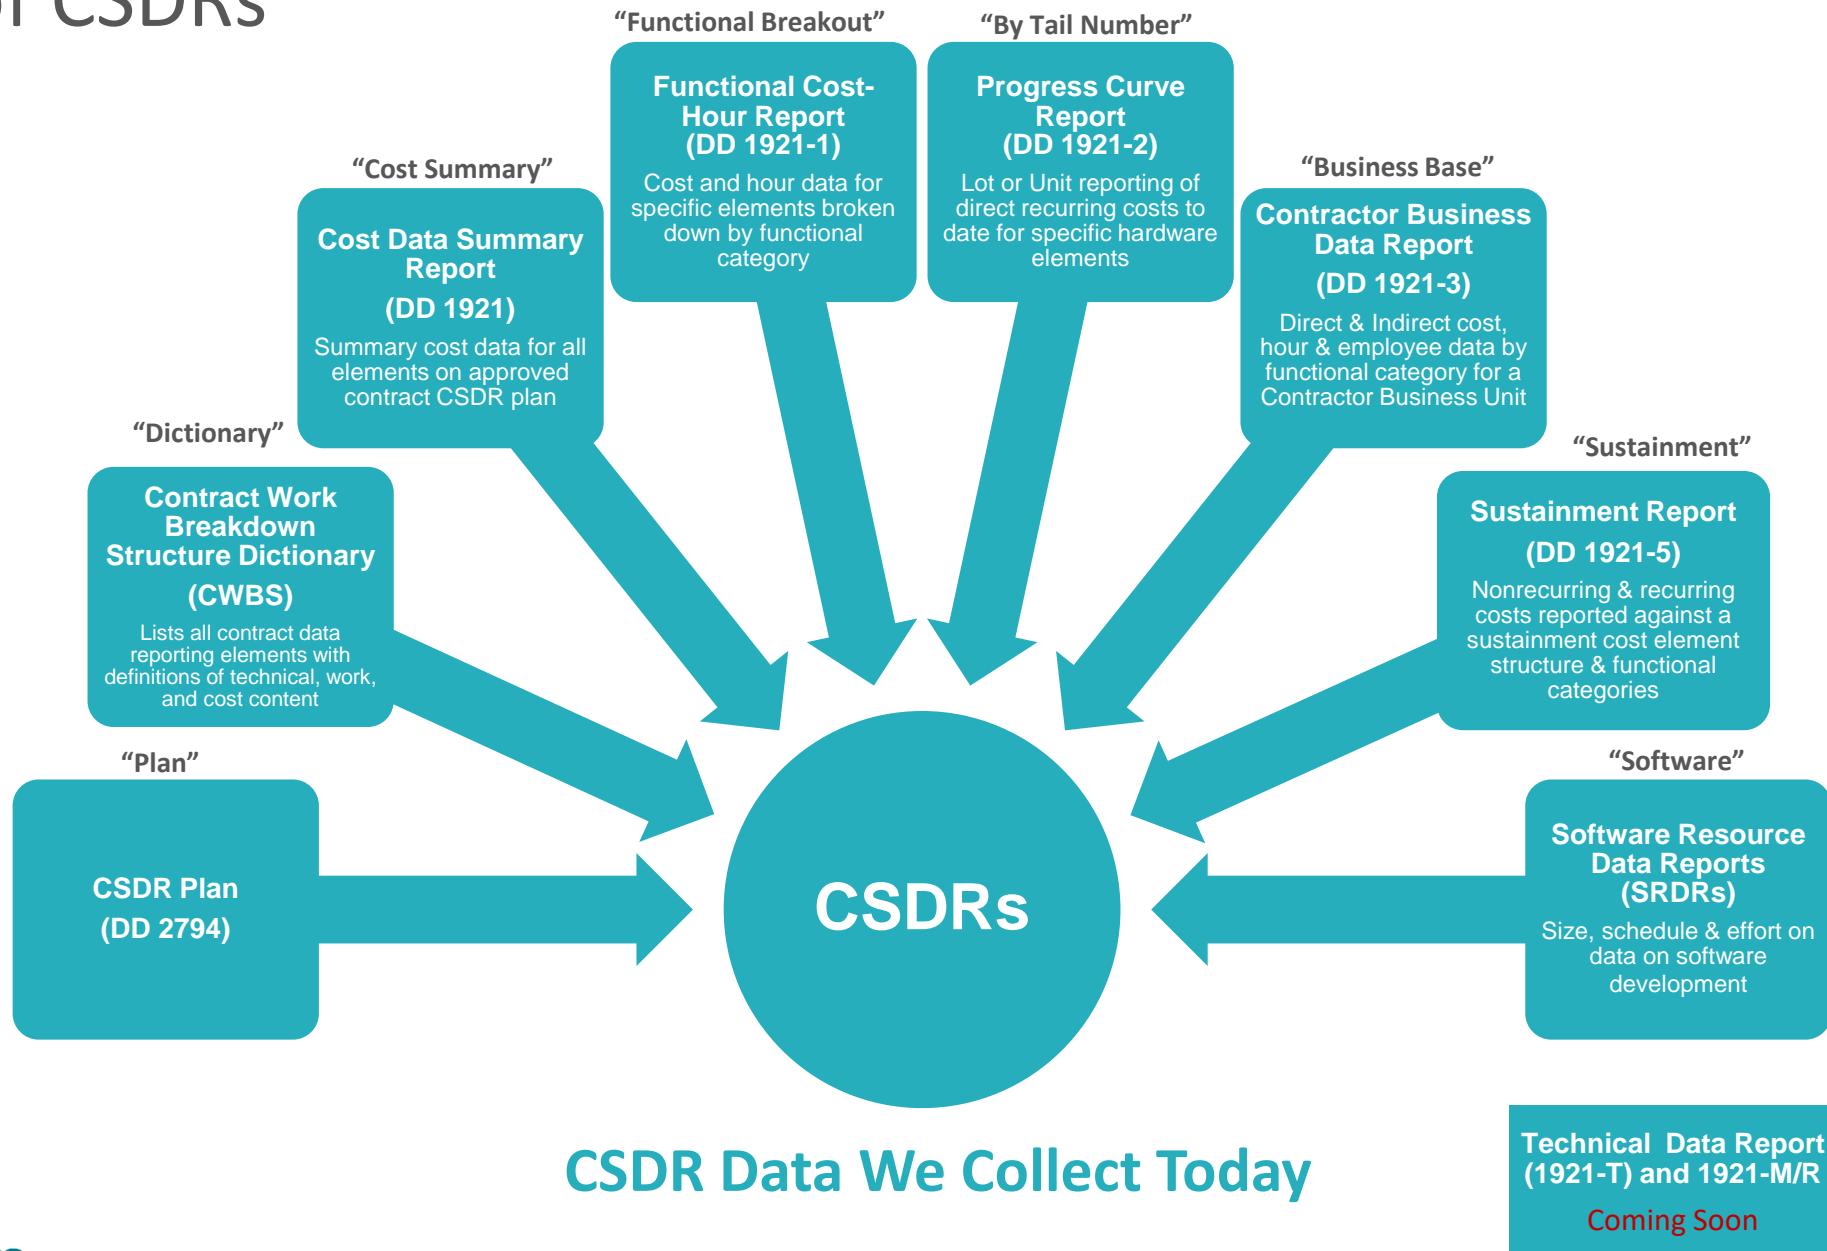 of CSDRs
“Functional Breakout”
“By Tail Number”
Functional Cost-
Hour Report
(DD 1921-1)
Cost and hour data for
specific elements broken
down by functional
category
Progress Curve
Report
(DD 1921-2)
Lot or Unit reporting of
direct recurring costs to
date for specific hardware
elements
“Cost Summary”
Cost Data Summary
Report
(DD 1921)
Summary cost data for all
elements on approved
contract CSDR plan
“Business Base”
Contractor Business
Data Report
(DD 1921-3)
Direct & Indirect cost,
hour & employee data by
functional category for a
Contractor Business Unit
“Dictionary”
Contract Work
Breakdown
Structure Dictionary
(CWBS)
Lists all contract data
reporting elements with
definitions of technical, work,
and cost content
“Sustainment”
Sustainment Report
(DD 1921-5)
Nonrecurring & recurring
costs reported against a
sustainment cost element
structure & functional
categories
“Plan”
CSDR Plan
(DD 2794)
CSDRs
“Software”
Software Resource
Data Reports
(SRDRs)
Size, schedule & effort on
data on software
development
CSDR Data We Collect Today
Technical Data Report
(1921-T) and 1921-M/R
Coming Soon